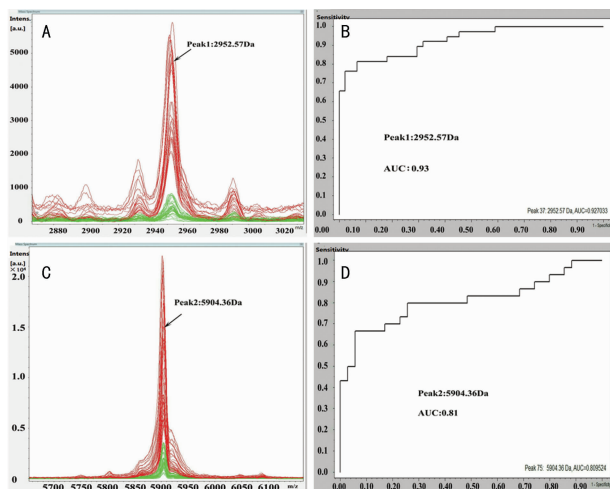 A
Intens.
[a.u.]
Peak1:2952.57Da
5000
4000
3000
2000
1000
0
2880 2900 2920 2940 2960 2980 3000 3020 m/z
B
Sensitivity
1.0
0.9
0.8
0.7
0.6
0.5
0.4
0.3
0.2
0.1
0.0
Peak1:2952.57Da
AUC：0.93
Peak 37: 2952.57 Da, AUC=0.927033
0.00 0.10 0.20 0.30 0.40 0.50 0.60 0.70 0.80 0.90
1 - Specifi
C
Intens.
[a.u.]
× 10⁴
Peak2:5904.36Da
2.0
1.5
1.0
0.5
0
5700 5750 5800 5850 5900 5950 6000 6050 6100 m/z
D
Sensitivity
1.0
0.9
0.8
0.7
0.6
0.5
0.4
0.3
0.2
0.1
0.0
Peak2:5904.36Da
AUC:0.81
Peak 75: 5904.36 Da, AUC=0.809524
0.00 0.10 0.20 0.30 0.40 0.50 0.60 0.70 0.80 0.90
1 - Specifi